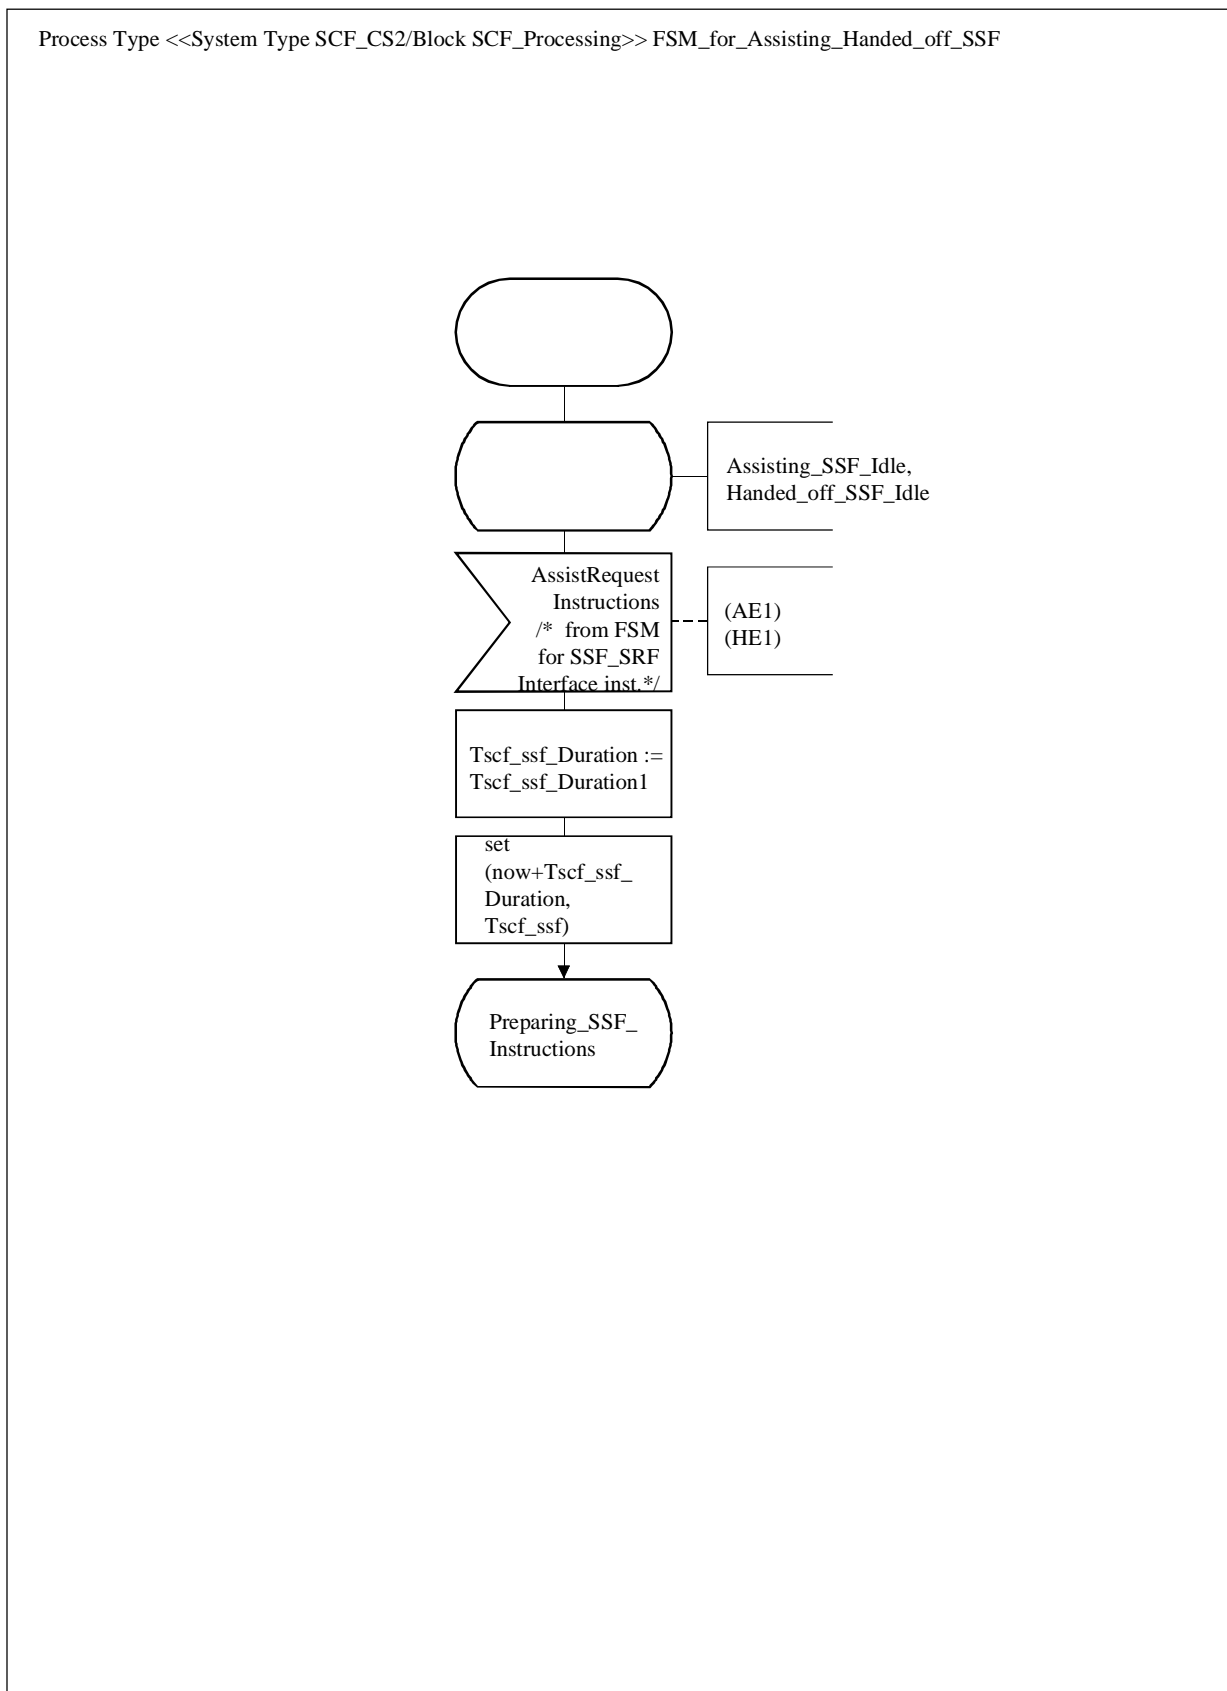 Process Type <<System Type SCF_CS2/Block SCF_Processing>> FSM_for_Assisting_Handed_off_SSF
Assisting_SSF_Idle,
Handed_off_SSF_Idle
AssistRequest
Instructions
/*  from FSM
for SSF_SRF
Interface inst.*/
(AE1)
(HE1)
Tscf_ssf_Duration :=
Tscf_ssf_Duration1
set
(now+Tscf_ssf_
Duration,
Tscf_ssf)
Preparing_SSF_
Instructions